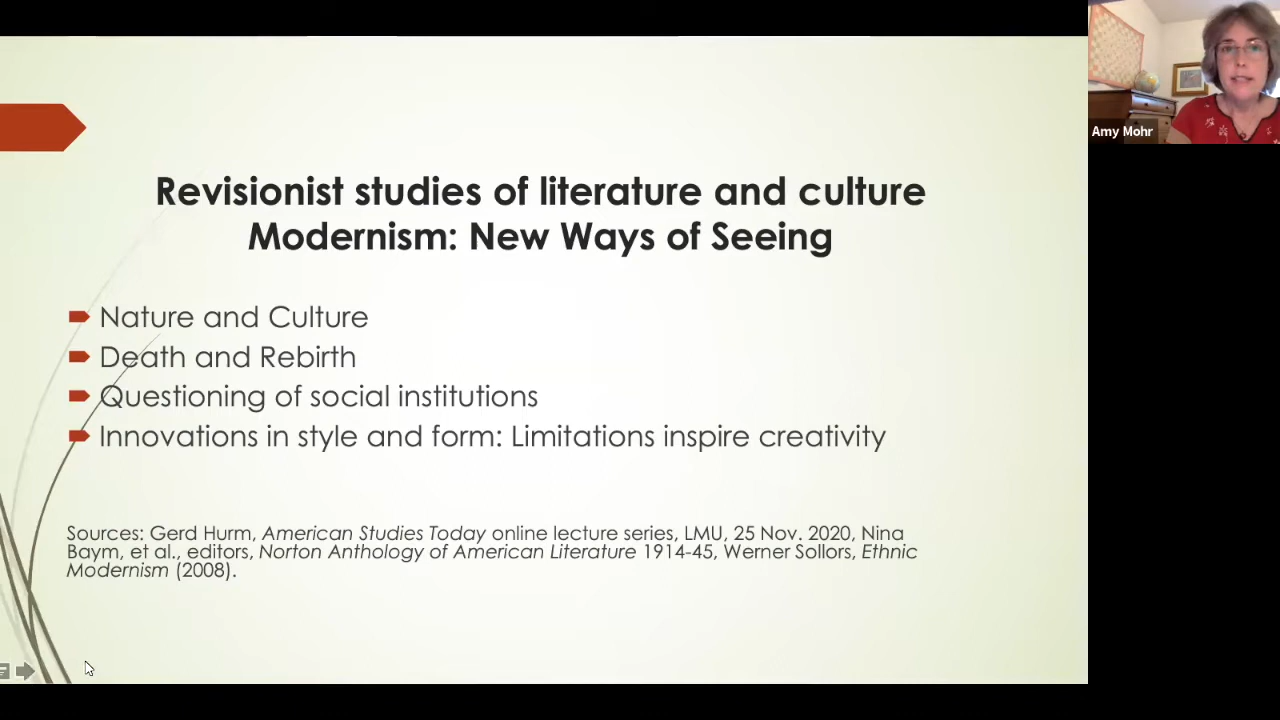 Revisionist studies of literature and culture
Modernism: New Ways of Seeing
Nature and Culture
Death and Rebirth
Questioning of social institutions
Innovations in style and form: Limitations inspire creativity
Sources: Gerd Hurm, American Studies Today online lecture series, LMU, 25 Nov. 2020, Nina
Baym, et al., editors, Norton Anthology of American Literature 1914-45, Werner Sollors, Ethnic
Modernism (2008).
Amy Mohr